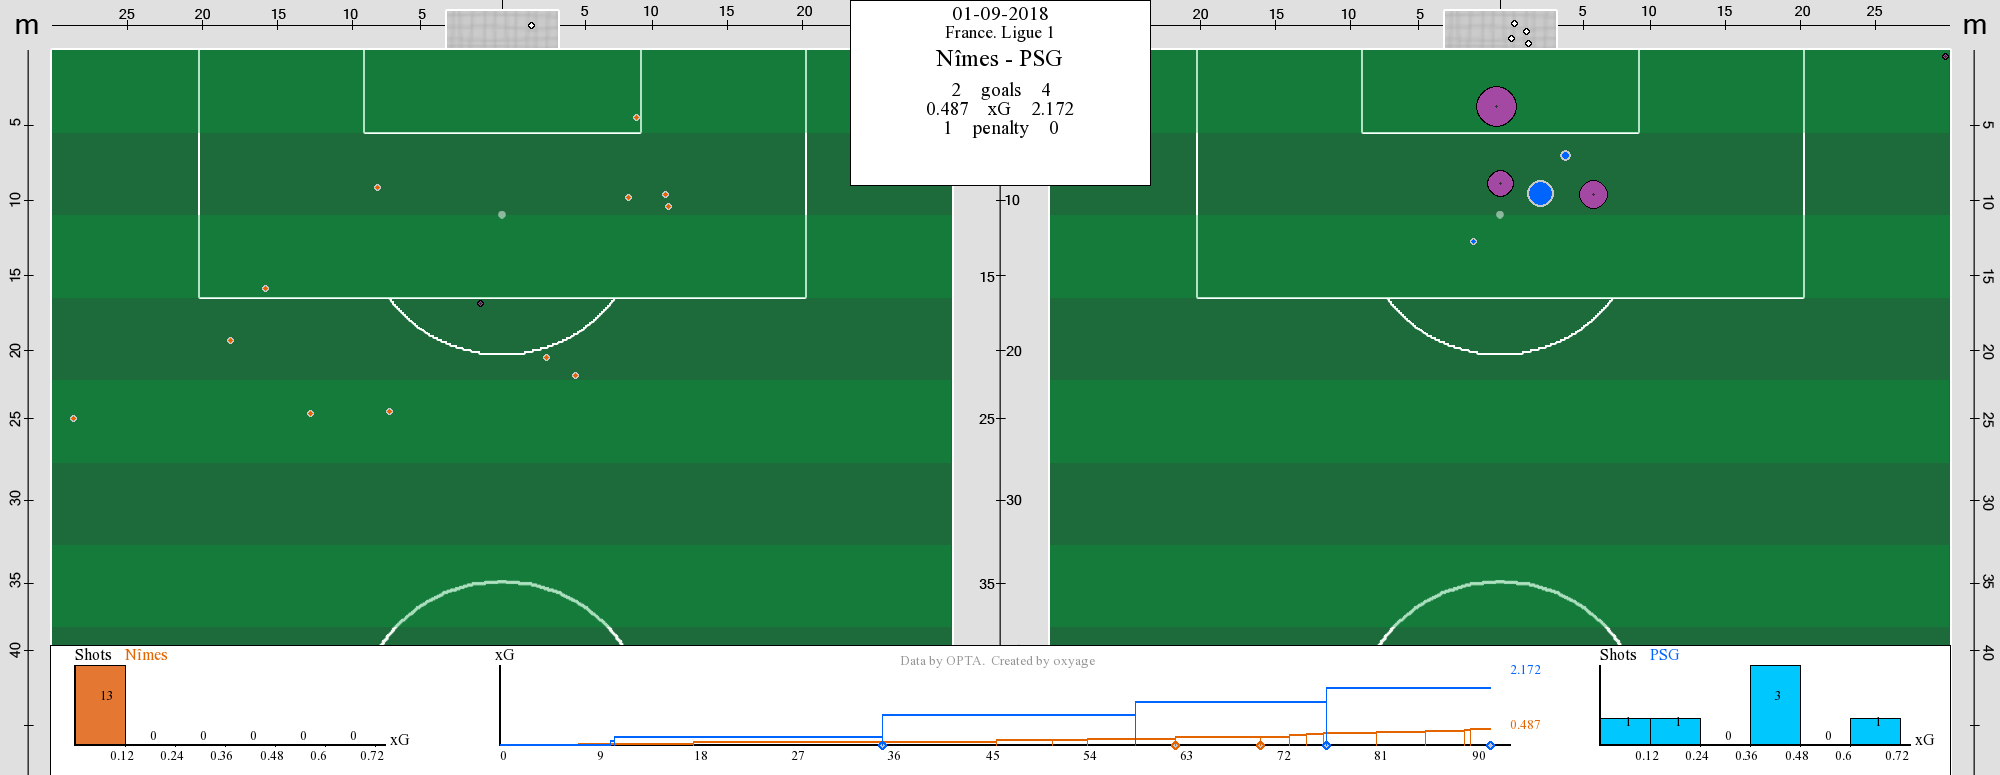 25 20 15 10 5 5 10 15 20
20 15 10 5 5 10 15 20 25
m
m
01-09-2018
France. Ligue 1
Nîmes - PSG
2 goals 4
0.487 xG 2.172
1 penalty 0
5 5
10 10 10
15 15 15
20 20 20
25 25 25
30 30 30
35 35 35
40 40
Shots Nîmes
13
0 0 0 0 0
xG
0.12 0.24 0.36 0.48 0.6 0.72
xG
Data by OPTA. Created by oxyage
2.172
0.487
0 9 18 27 36 45 54 63 72 81 90
Shots PSG
1 1 0 3 0 1
xG
0.12 0.24 0.36 0.48 0.6 0.72